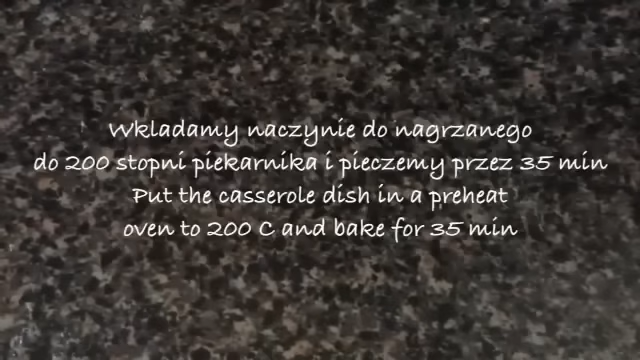 Wkladamy naczynie do nagrzanego
do 200 stopni piekarnika i pieczemy przez 35 min
Put the casserole dish in a preheat
oven to 200 C and bake for 35 min